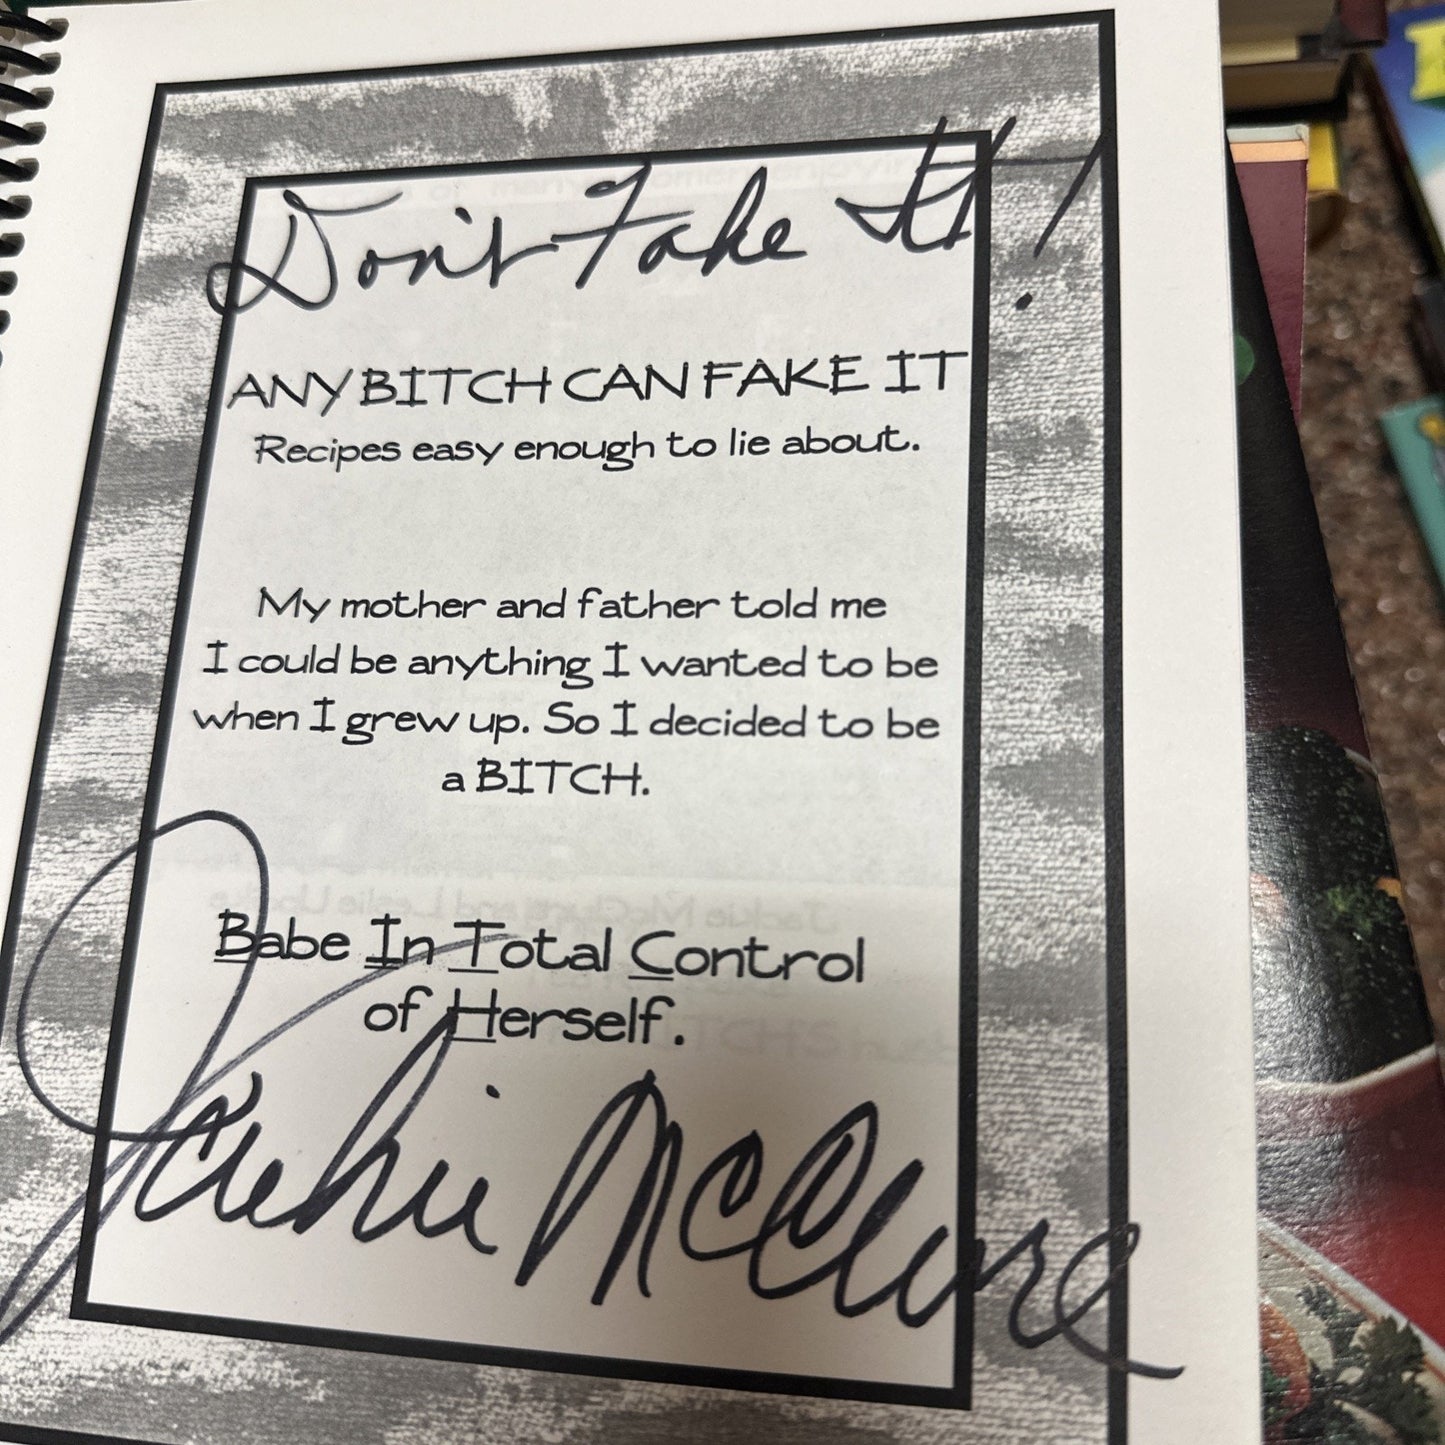 Don't Fake It!
ANY BITCH CAN FAKE IT
Recipes easy enough to lie about.
My mother and father told me
I could be anything I wanted to be
when I grew up. So I decided to be
a BITCH.
Babe In Total Control
of Herself.
Jackie McClure